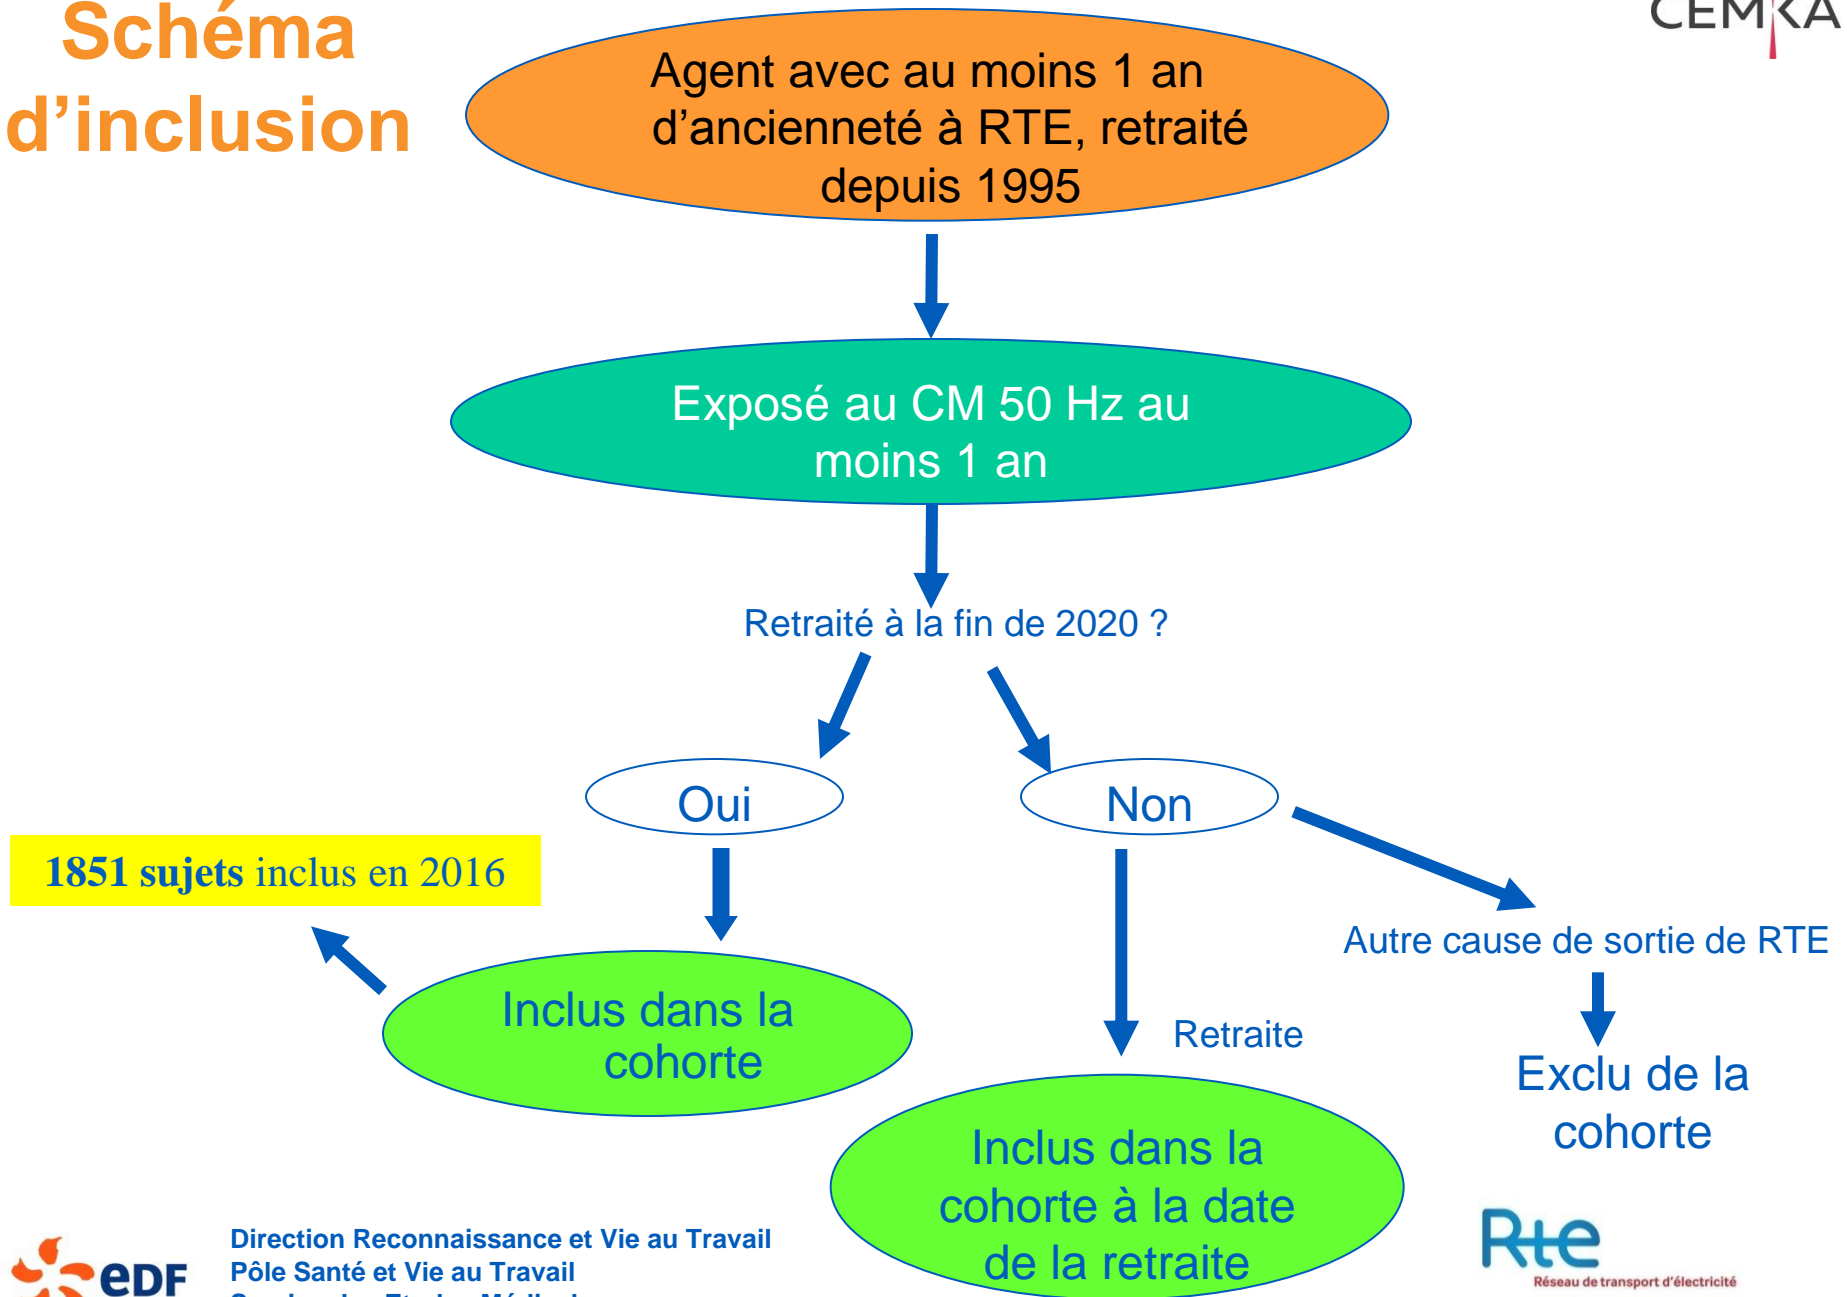 Schéma
d’inclusion
CEMKA
Agent avec au moins 1 an
d’ancienneté à RTE, retraité
depuis 1995
Exposé au CM 50 Hz au
moins 1 an
Retraité à la fin de 2020 ?
Oui
Non
1851 sujets inclus en 2016
Autre cause de sortie de RTE
Inclus dans la
cohorte
Retraite
Exclu de la
cohorte
Inclus dans la
cohorte à la date
de la retraite
eDF
Direction Reconnaissance et Vie au Travail
Pôle Santé et Vie au Travail
Rte
Réseau de transport d'électricité